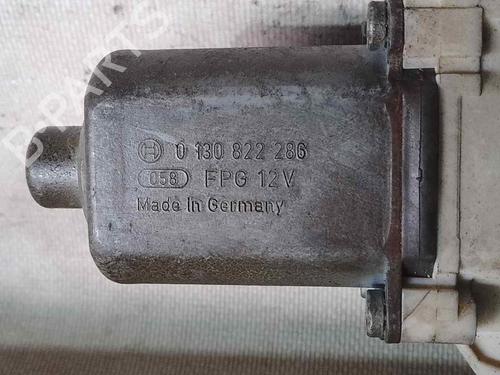 0 130 822 286
058 FPG 12V
Made in Germany
B-PARTS